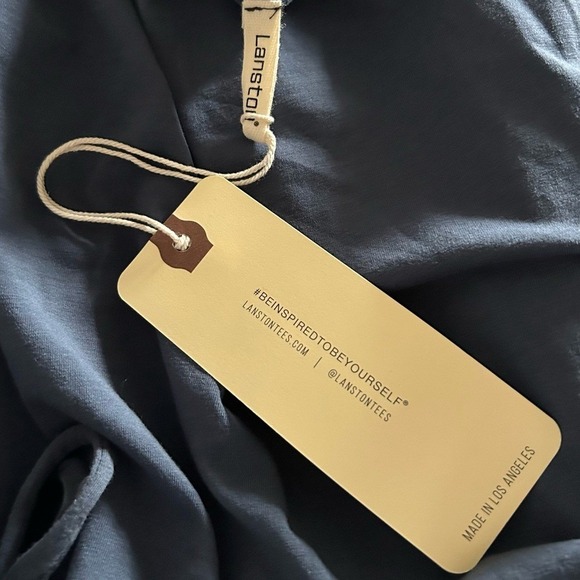 Lanston
#BEINSPIREDTOBEYOURSELF®
LANSTONTEES.COM | @LANSTONTEES
MADE IN LOS ANGELES